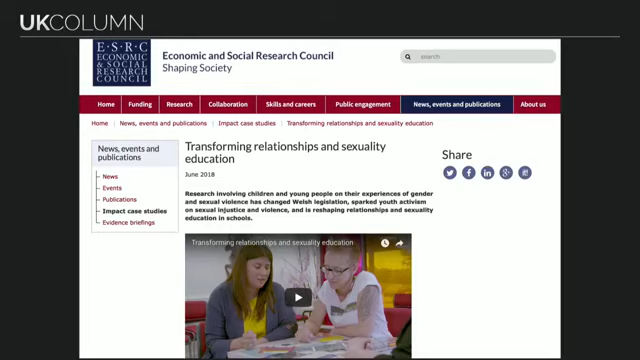 UKCOLUMN
E·S·R·C
ECONOMIC
& SOCIAL
RESEARCH
COUNCIL
Economic and Social Research Council
Shaping Society
search
Home
Funding
Research
Collaboration
Skills and careers
Public engagement
News, events and publications
About us
Home
News, events and publications
Impact case studies
Transforming relationships and sexuality education
News, events and
publications
News
Events
Publications
Impact case studies
Evidence briefings
Transforming relationships and sexuality
education
June 2018
Research involving children and young people on their experiences of gender
and sexual violence has changed Welsh legislation, sparked youth activism
on sexual injustice and violence, and is reshaping relationships and sexuality
education in schools.
Transforming relationships and sexuality education
Share